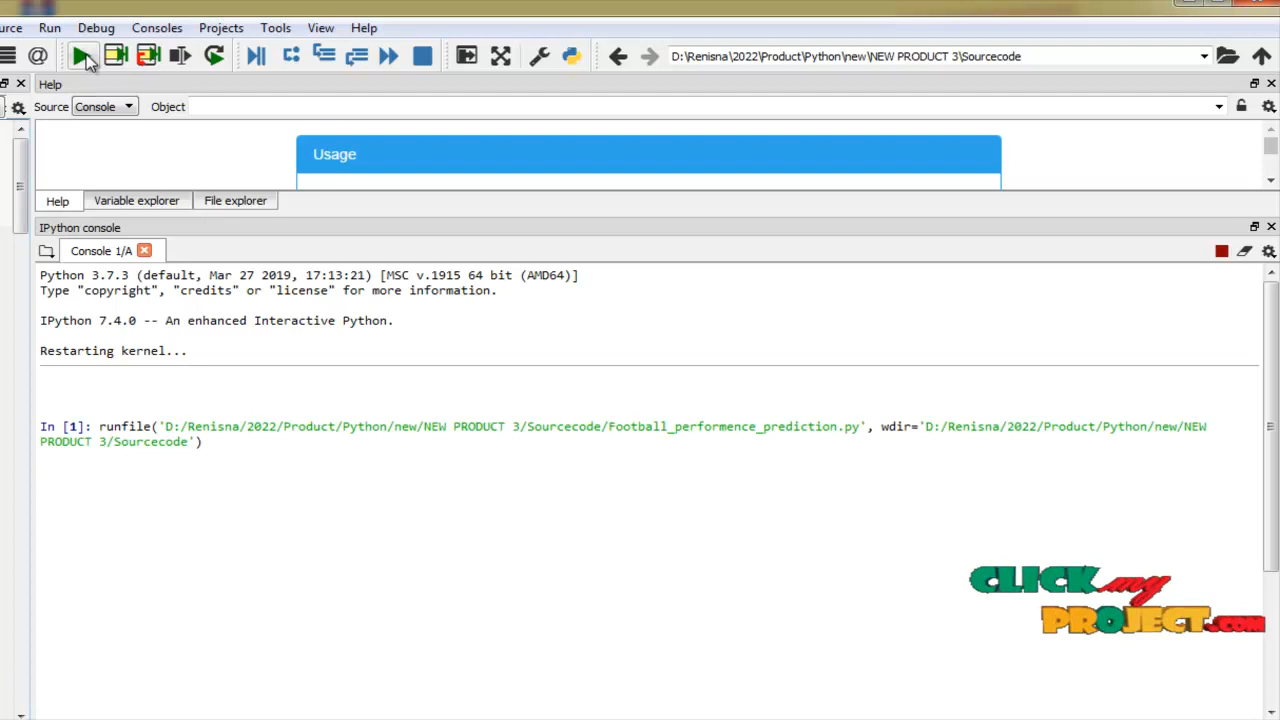 urce Run Debug Consoles Projects Tools View Help
@ D:\Renisna\2022\Product\Python\new\NEW PRODUCT 3\Sourcecode
Help
Source Console Object
Usage
Help Variable explorer File explorer
IPython console
Console 1/A
Python 3.7.3 (default, Mar 27 2019, 17:13:21) [MSC v.1915 64 bit (AMD64)]
Type "copyright", "credits" or "license" for more information.
IPython 7.4.0 -- An enhanced Interactive Python.
Restarting kernel...
In [1]: runfile('D:/Renisna/2022/Product/Python/new/NEW PRODUCT 3/Sourcecode/Football_performence_prediction.py', wdir='D:/Renisna/2022/Product/Python/new/NEW
PRODUCT 3/Sourcecode')
CLICK my
PROJECT.com